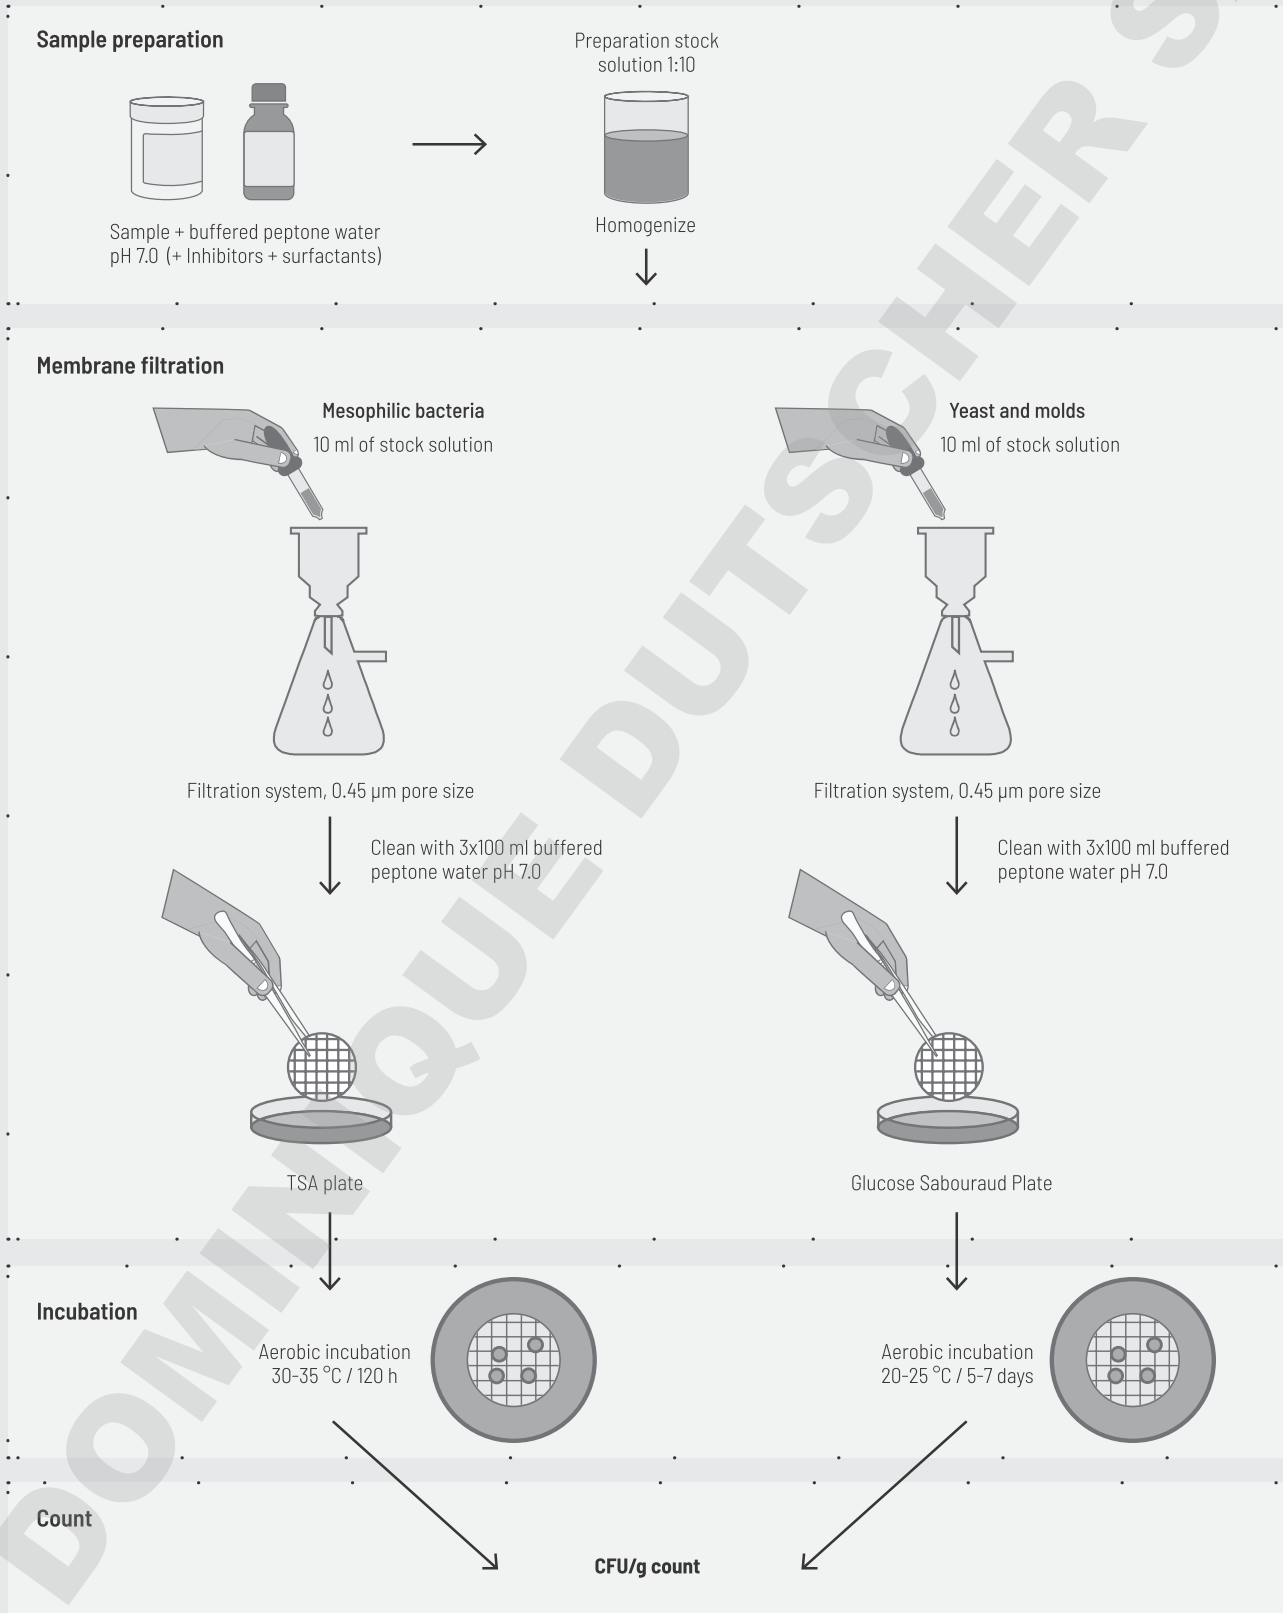 Sample preparation
Preparation stock
solution 1:10
Sample + buffered peptone water
pH 7.0 (+ Inhibitors + surfactants)
Homogenize
Membrane filtration
Mesophilic bacteria
10 ml of stock solution
Yeast and molds
10 ml of stock solution
Filtration system, 0.45 µm pore size
Filtration system, 0.45 µm pore size
Clean with 3x100 ml buffered
peptone water pH 7.0
Clean with 3x100 ml buffered
peptone water pH 7.0
TSA plate
Glucose Sabouraud Plate
Incubation
Aerobic incubation
30-35 °C / 120 h
Aerobic incubation
20-25 °C / 5-7 days
Count
CFU/g count
DOMINIQUE DUTSCHER S